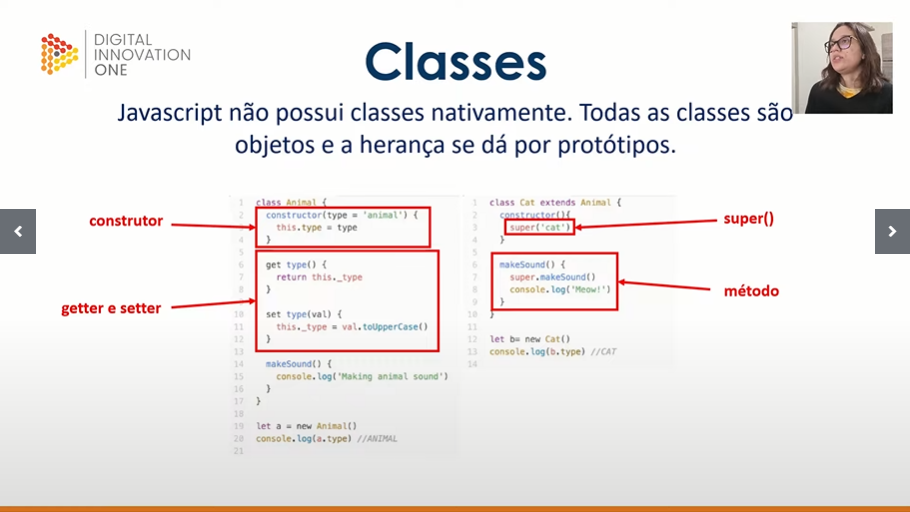 DIGITAL
INNOVATION
ONE
Classes
Javascript não possui classes nativamente. Todas as classes são
objetos e a herança se dá por protótipos.
construtor
getter e setter
1 class Animal {
2 constructor(type = 'animal') {
3 this.type = type
4 }
5
6 get type() {
7 return this._type
8 }
9
10 set type(val) {
11 this._type = val.toUpperCase()
12 }
13
14 makeSound() {
15 console.log('Making animal sound')
16 }
17 }
18
19 let a = new Animal()
20 console.log(a.type) //ANIMAL
21
1 class Cat extends Animal {
2 constructor(){
3 super('cat')
4 }
5
6 makeSound() {
7 super.makeSound()
8 console.log('Meow!')
9 }
10 }
11
12 let b= new Cat()
13 console.log(b.type) //CAT
14
super()
método